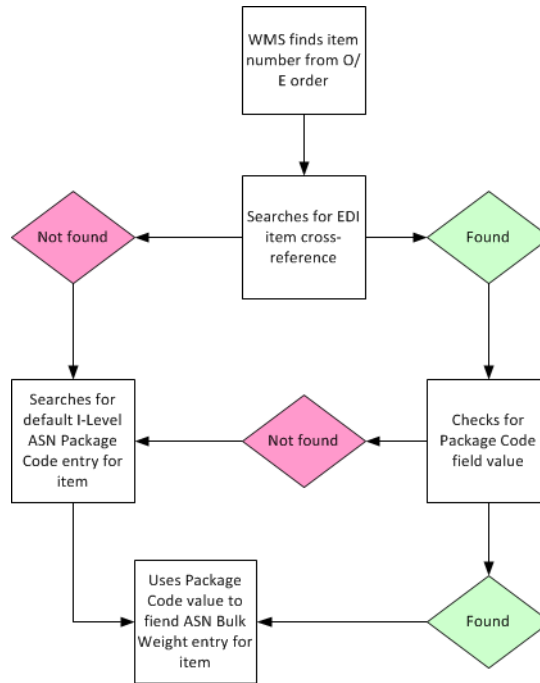 WMS finds item
number from O/
E order
Searches for EDI
item cross-
reference
Not found
Found
Searches for
default I-Level
ASN Package
Code entry for
item
Not found
Checks for
Package Code
field value
Uses Package
Code value to
fiend ASN Bulk
Weight entry for
item
Found